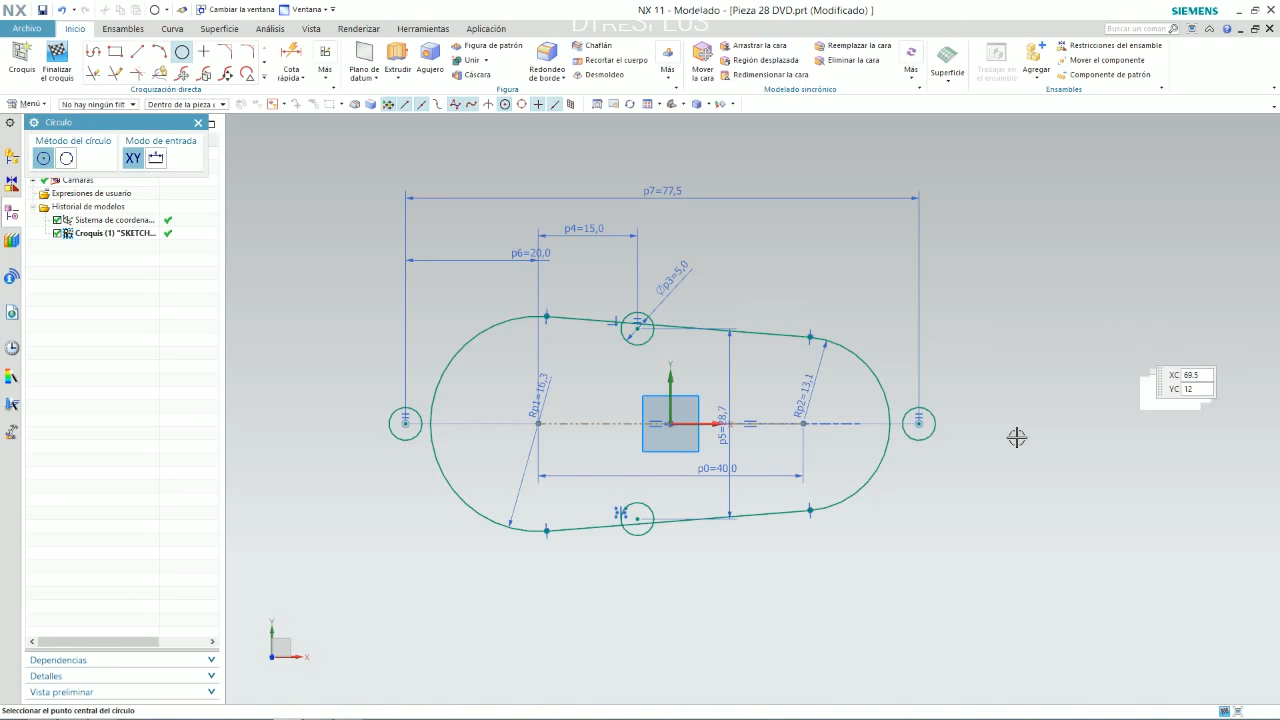 NX
Cambiar la ventana
Ventana
NX 11 - Modelado - [Pieza 28 DVD.prt (Modificado) ]
SIEMENS
DTRESPLUS
Archivo
Inicio
Ensambles
Curva
Superficie
Análisis
Vista
Renderizar
Herramientas
Aplicación
Buscar un coman
Croquis
Finalizar
el croquis
Cota
rápida
Más
Croquización directa
Plano de
datum
Extrudir
Agujero
Figura de patrón
Unir
Cáscara
Redondeo
de borde
Chaflán
Recortar el cuerpo
Desmoldeo
Más
Figura
Mover
la cara
Arrastrar la cara
Región desplazada
Redimensionar la cara
Reemplazar la cara
Eliminar la cara
Más
Modelado sincrónico
Superficie
Trabajar en
el ensamble
Agregar
Restricciones del ensamble
Mover el componente
Componente de patrón
Ensambles
Menú
No hay ningún filt
Dentro de la pieza c
Círculo
Método del círculo
Modo de entrada
XY
Cámaras
Expresiones de usuario
Historial de modelos
Sistema de coordena...
Croquis (1) "SKETCH...
Dependencias
Detalles
Vista preliminar
p7=77,5
p4=15,0
p6=20,0
∅p3=5,0
Rp1=16,3
Rp2=13,1
p5=28,7
p0=40,0
Y
XC 69.5
YC 12
Y
X
Seleccionar el punto central del círculo